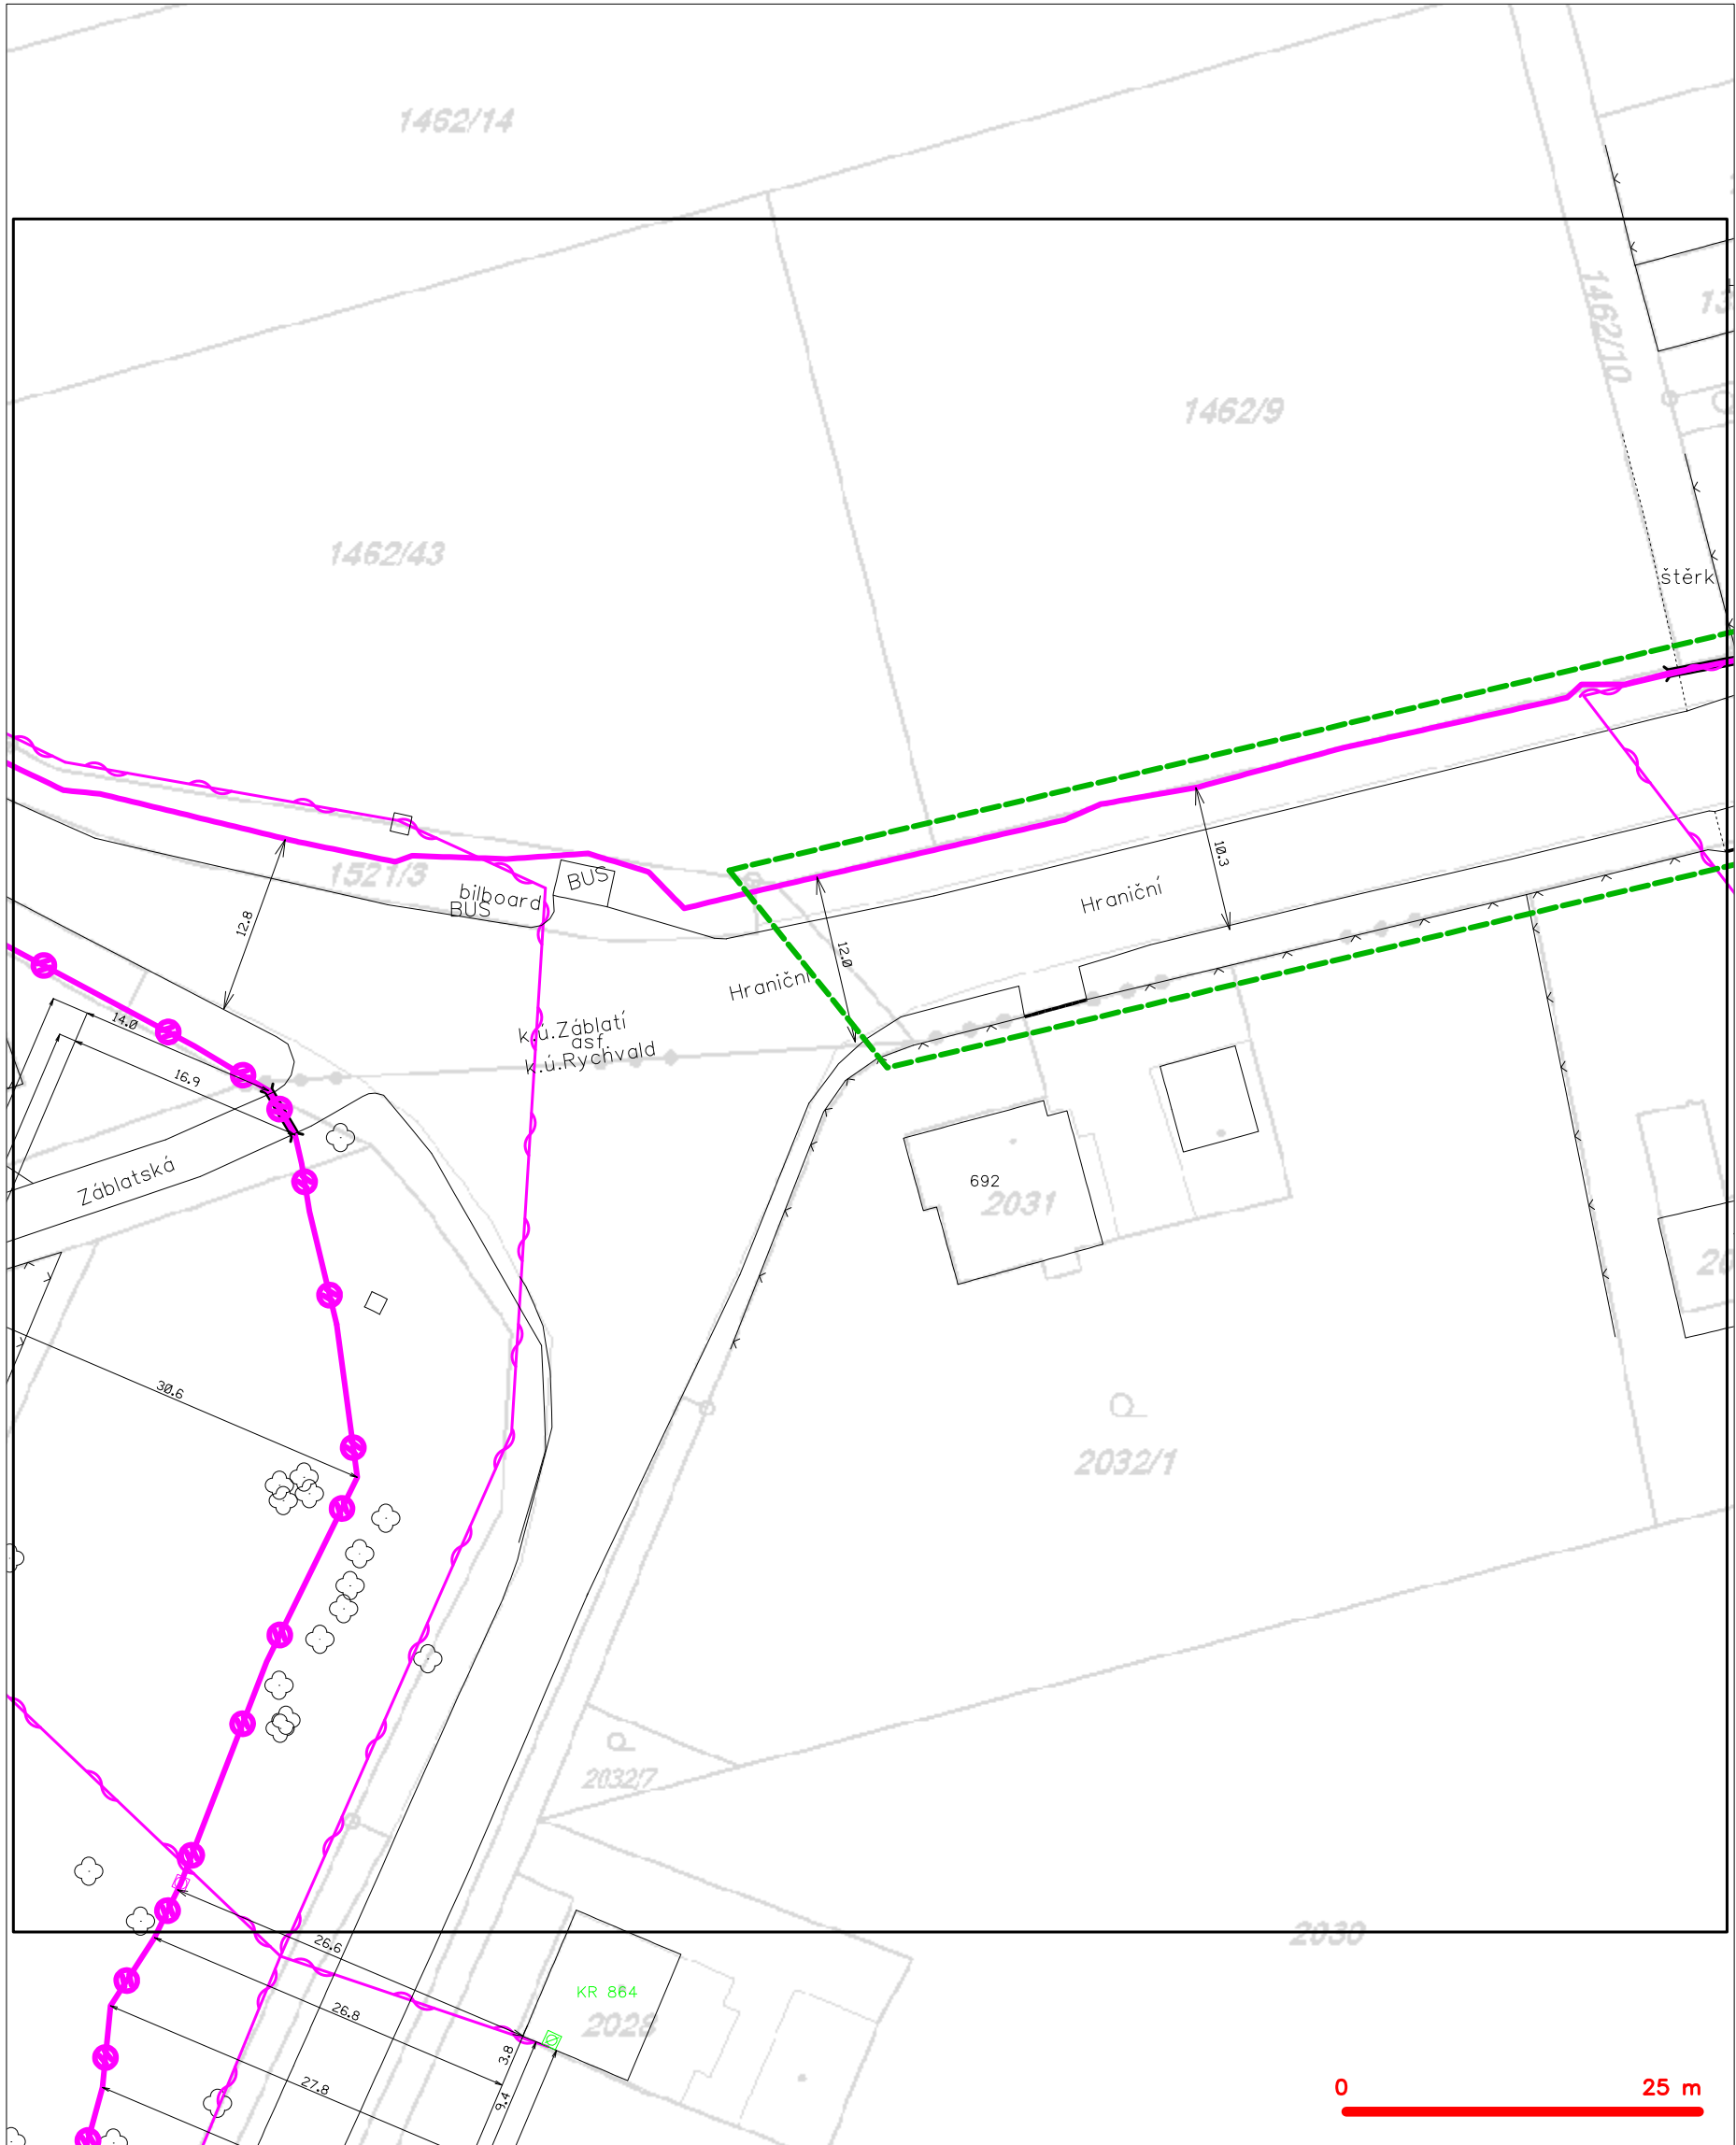 1462/14
1462/10
1462/9
1462/43
štěrk
1521/3
bilboard
BUS
BUS
12.8
Hraniční
10.3
12.0
Hraniční
k.ú.Záblatí
asf.
k.ú.Rychvald
14.0
16.9
Záblatská
692
2031
30.6
2032/1
2032/7
2030
26.6
KR 864
2028
26.8
3.8
27.8
9.4
0
25 m